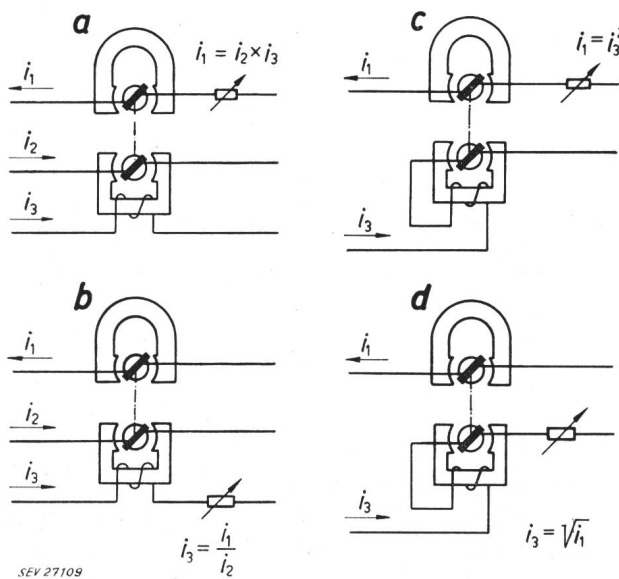 a
i₁ = i₂ × i₃
i₁
i₂
i₃
b
i₁
i₂
i₃
i₃ = i₁ / i₂
SEV 27109
c
i₁ = i₃²
i₁
i₃
d
i₁
i₃
i₃ = √i₁